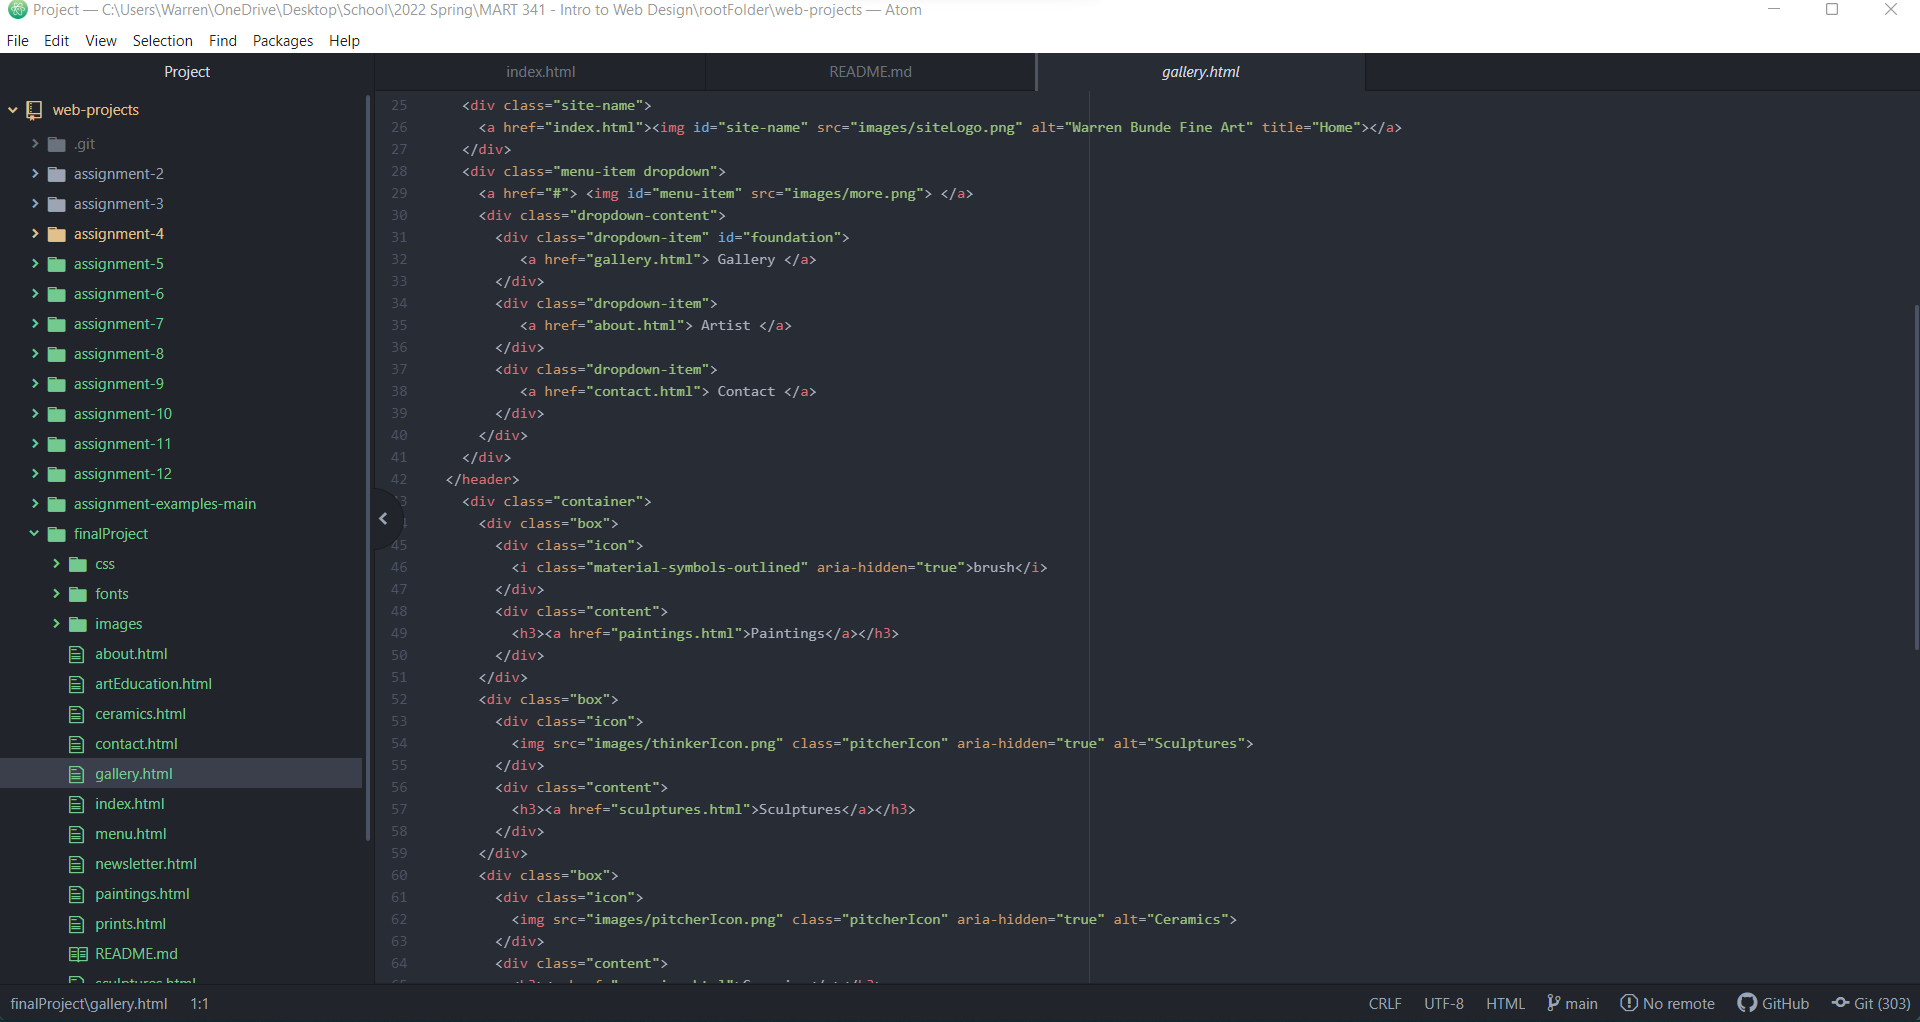 Project — C:\Users\Warren\OneDrive\Desktop\School\2022 Spring\MART 341 - Intro to Web Design\rootFolder\web-projects — Atom
File Edit View Selection Find Packages Help
Project
web-projects
.git
assignment-2
assignment-3
assignment-4
assignment-5
assignment-6
assignment-7
assignment-8
assignment-9
assignment-10
assignment-11
assignment-12
assignment-examples-main
finalProject
css
fonts
images
about.html
artEducation.html
ceramics.html
contact.html
gallery.html
index.html
menu.html
newsletter.html
paintings.html
prints.html
README.md
sculptures.html
index.html README.md gallery.html
25 <div class="site-name">
26 <a href="index.html"><img id="site-name" src="images/siteLogo.png" alt="Warren Bunde Fine Art" title="Home"></a>
27 </div>
28 <div class="menu-item dropdown">
29 <a href="#"> <img id="menu-item" src="images/more.png"> </a>
30 <div class="dropdown-content">
31 <div class="dropdown-item" id="foundation">
32 <a href="gallery.html"> Gallery </a>
33 </div>
34 <div class="dropdown-item">
35 <a href="about.html"> Artist </a>
36 </div>
37 <div class="dropdown-item">
38 <a href="contact.html"> Contact </a>
39 </div>
40 </div>
41 </div>
42 </header>
3 <div class="container">
<div class="box">
45 <div class="icon">
46 <i class="material-symbols-outlined" aria-hidden="true">brush</i>
47 </div>
48 <div class="content">
49 <h3><a href="paintings.html">Paintings</a></h3>
50 </div>
51 </div>
52 <div class="box">
53 <div class="icon">
54 <img src="images/thinkerIcon.png" class="pitcherIcon" aria-hidden="true" alt="Sculptures">
55 </div>
56 <div class="content">
57 <h3><a href="sculptures.html">Sculptures</a></h3>
58 </div>
59 </div>
60 <div class="box">
61 <div class="icon">
62 <img src="images/pitcherIcon.png" class="pitcherIcon" aria-hidden="true" alt="Ceramics">
63 </div>
64 <div class="content">
finalProject\gallery.html 1:1 CRLF UTF-8 HTML main No remote GitHub Git (303)